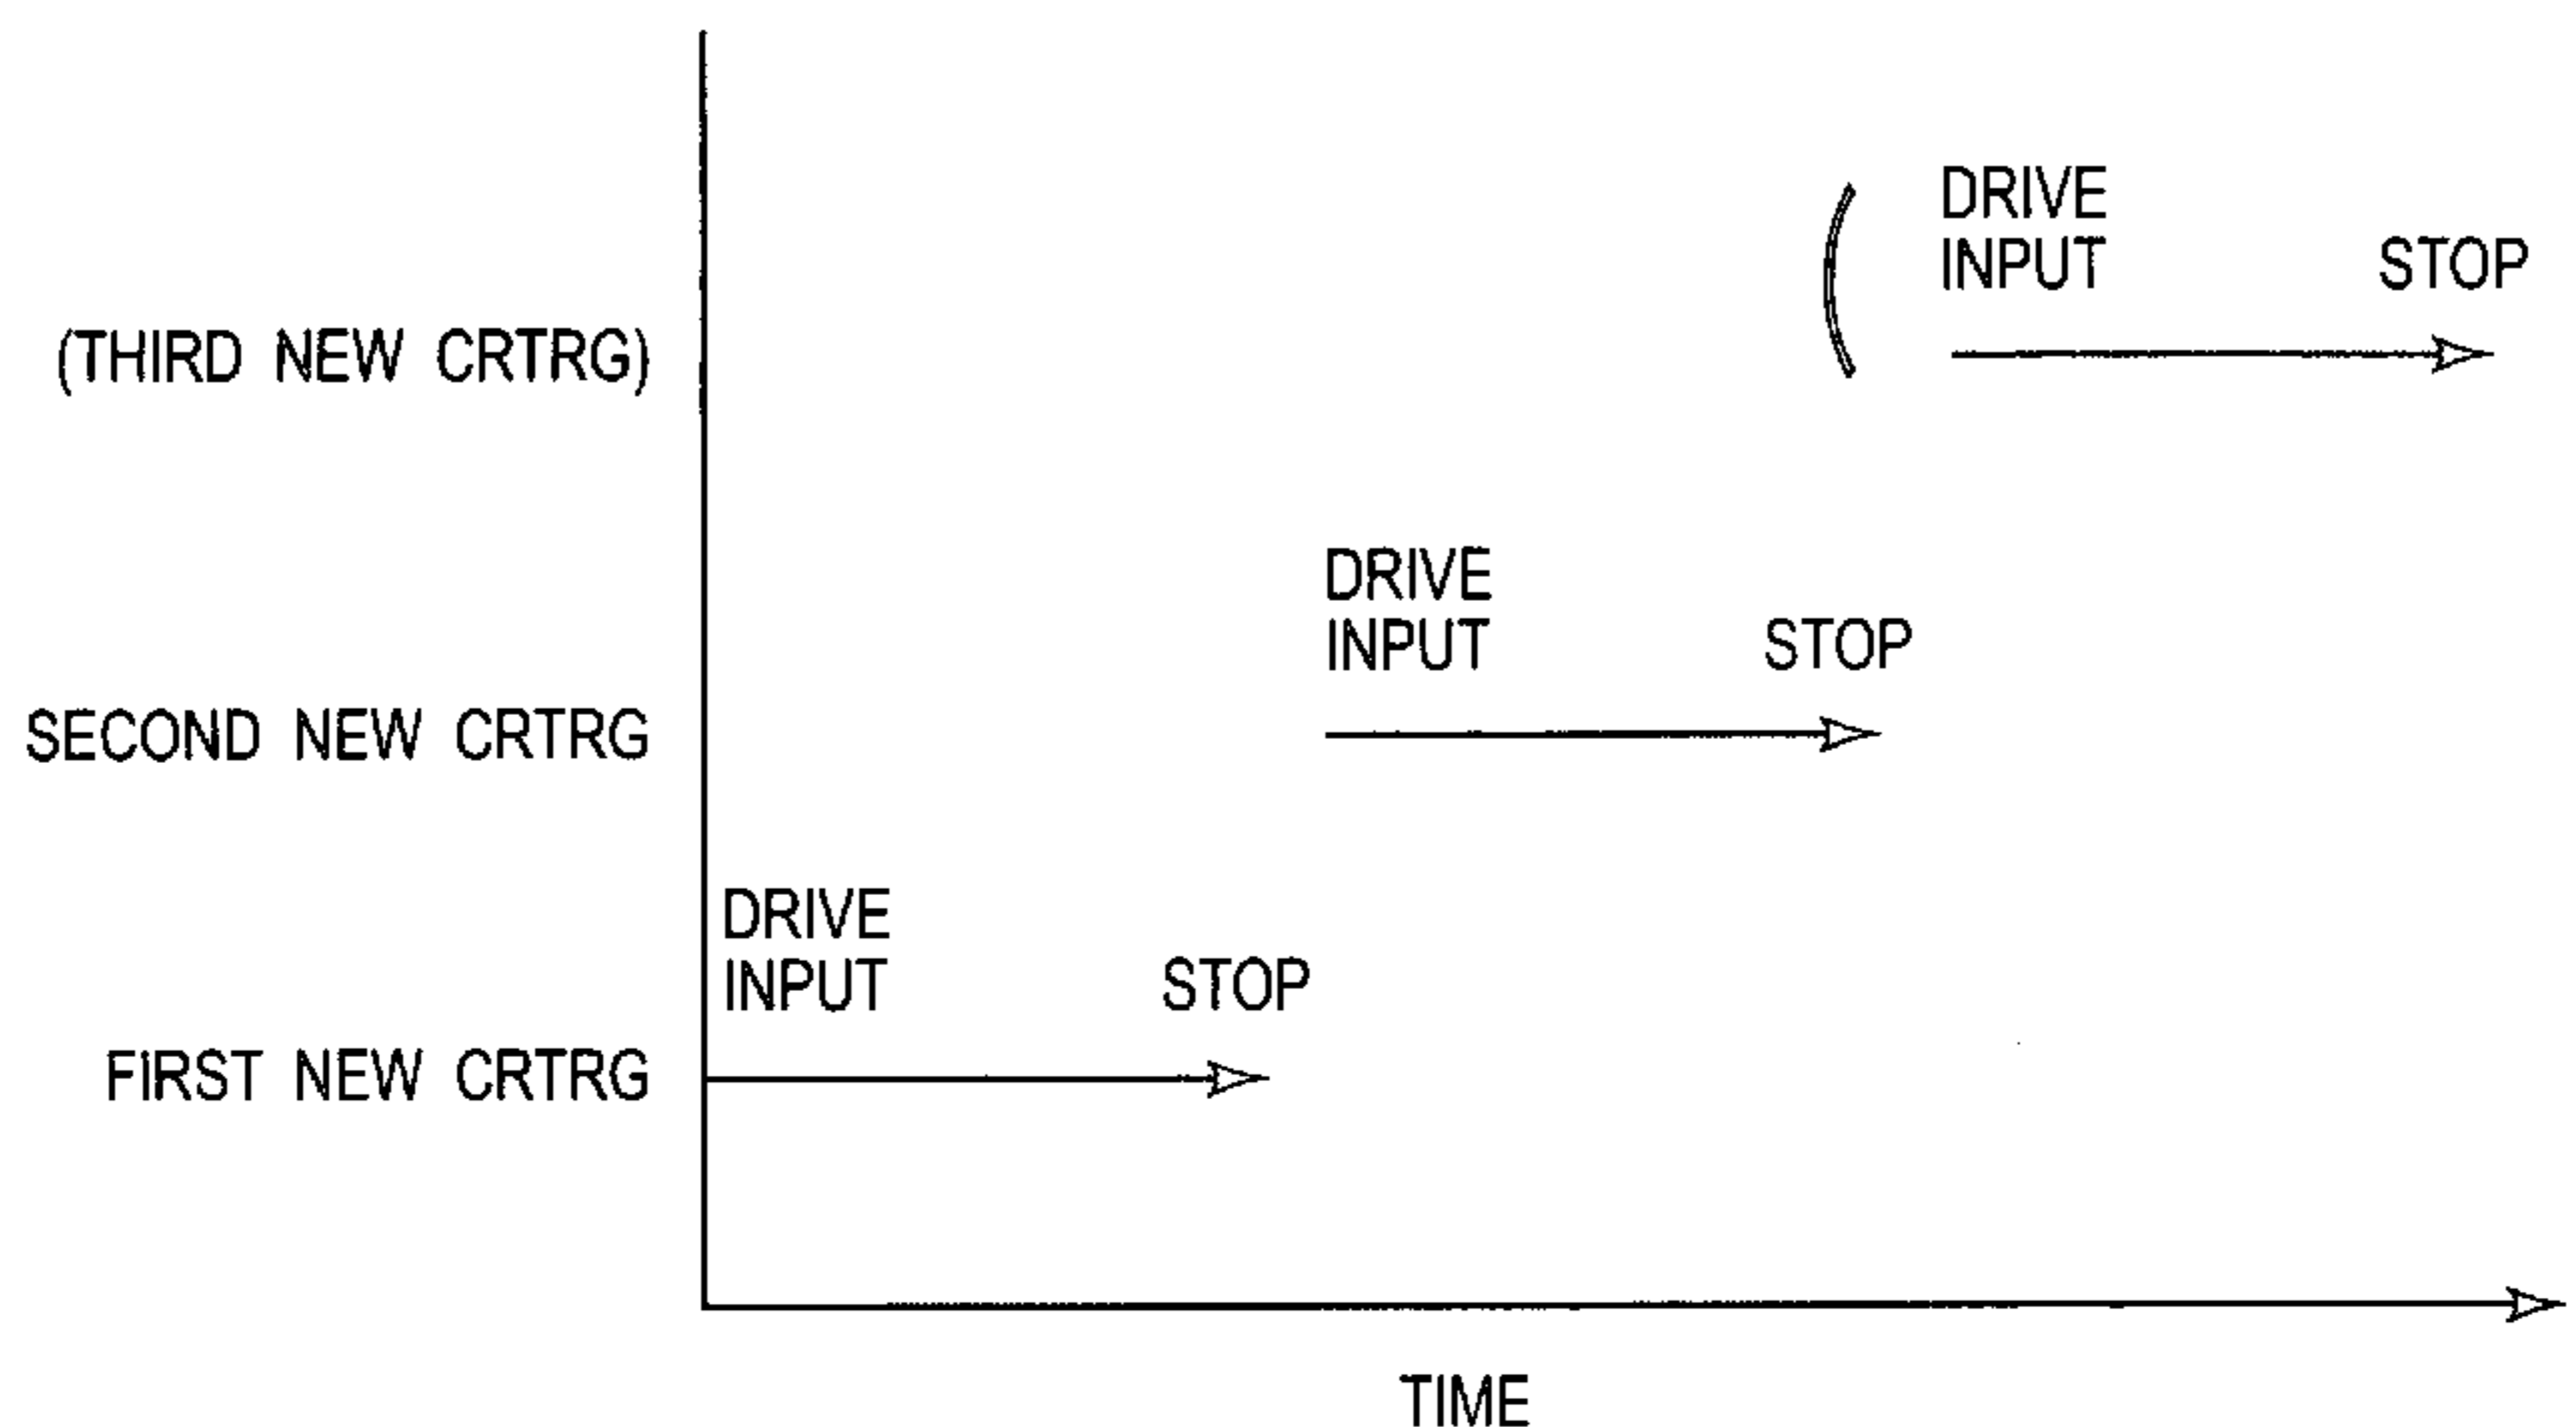 DRIVE
INPUT
STOP
(THIRD NEW CRTRG)
(
DRIVE
INPUT
STOP
SECOND NEW CRTRG
DRIVE
INPUT
STOP
FIRST NEW CRTRG
TIME